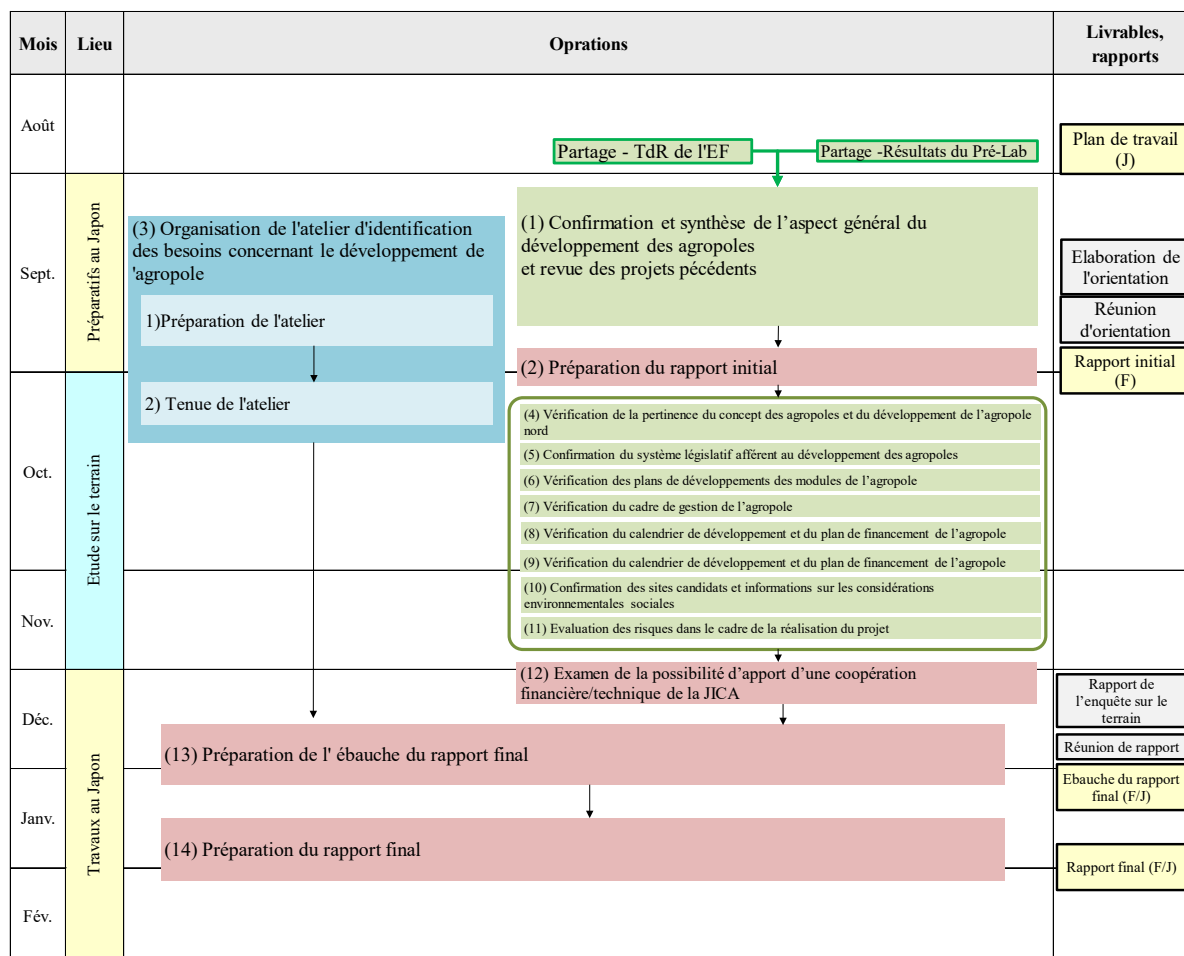 Mois
Lieu
Oprations
Livrables,
rapports
Août
Partage - TdR de l'EF
Partage -Résultats du Pré-Lab
Plan de travail
(J)
Sept.
Préparatifs au Japon
(3) Organisation de l'atelier d'identification
des besoins concernant le développement de
'agropole
1)Préparation de l'atelier
2) Tenue de l'atelier
(1) Confirmation et synthèse de l’aspect général du
développement des agropoles
et revue des projets pécédents
(2) Préparation du rapport initial
Elaboration de
l'orientation
Réunion
d'orientation
Rapport initial
(F)
Oct.
Etude sur le terrain
(4) Vérification de la pertinence du concept des agropoles et du développement de l’agropole
nord
(5) Confirmation du système législatif afférent au développement des agropoles
(6) Vérification des plans de développements des modules de l’agropole
(7) Vérification du cadre de gestion de l’agropole
(8) Vérification du calendrier de développement et du plan de financement de l’agropole
(9) Vérification du calendrier de développement et du plan de financement de l’agropole
(10) Confirmation des sites candidats et informations sur les considérations
environnementales sociales
(11) Evaluation des risques dans le cadre de la réalisation du projet
Nov.
Déc.
Travaux au Japon
(12) Examen de la possibilité d’apport d’une coopération
financière/technique de la JICA
Rapport de
l’enquête sur le
terrain
(13) Préparation de l' ébauche du rapport final
Réunion de rapport
Ebauche du rapport
final (F/J)
Janv.
(14) Préparation du rapport final
Rapport final (F/J)
Fév.